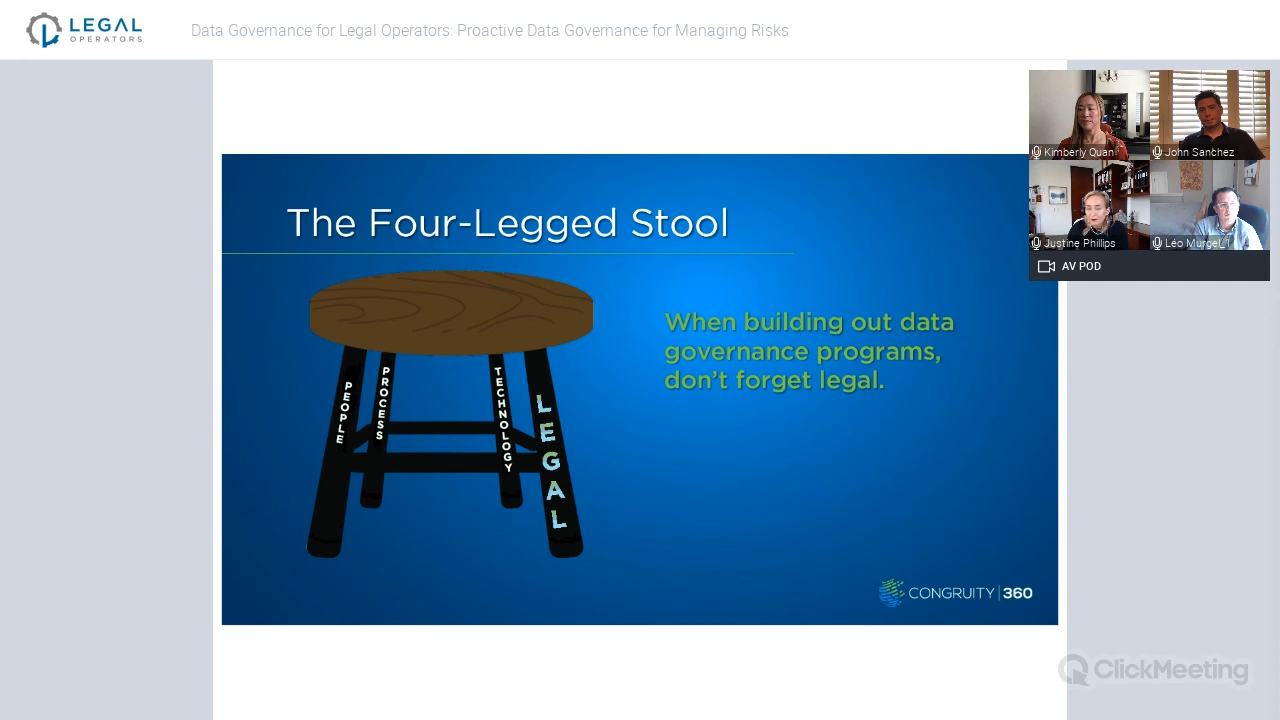 LEGAL
OPERATORS
Data Governance for Legal Operators: Proactive Data Governance for Managing Risks
Kimberly Quan
John Sanchez
Justine Phillips
Léo Murgel
AV POD
The Four-Legged Stool
PEOPLE
PROCESS
TECHNOLOGY
LEGAL
When building out data
governance programs,
don't forget legal.
CONGRUITY|360
ClickMeeting